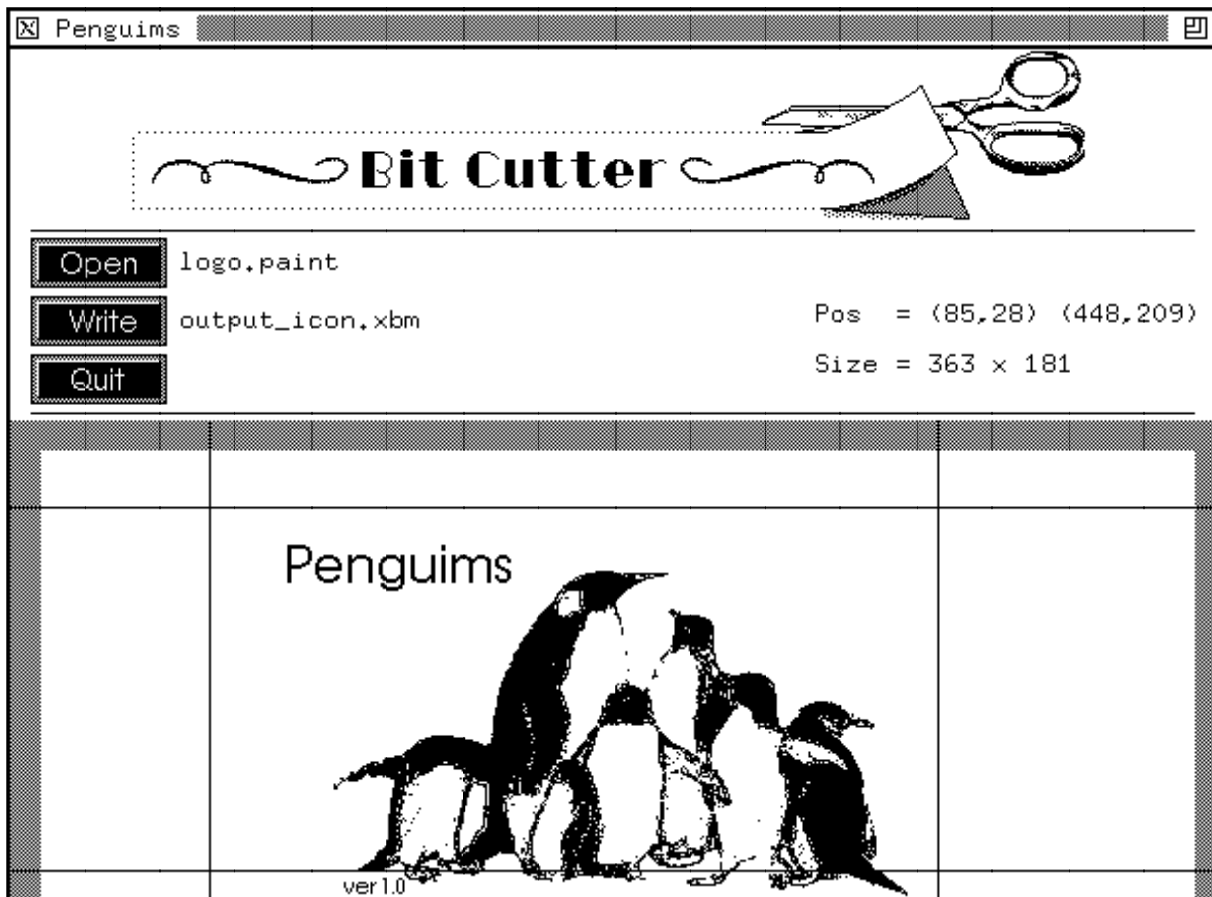 Penguims
Bit Cutter
Open logo.paint
Write output_icon.xbm
Pos = (85,28) (448,209)
Quit
Size = 363 x 181
Penguims
ver1.0